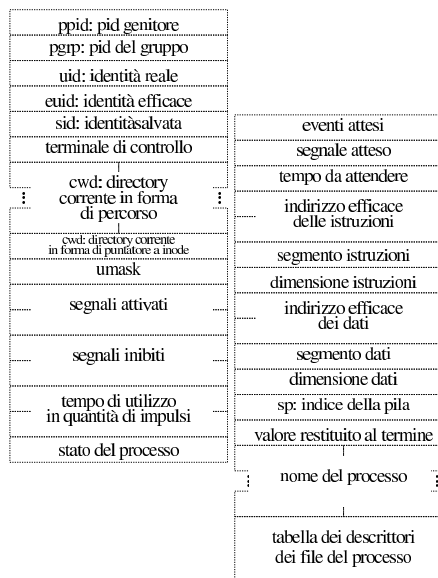 ppid: pid genitore
pgrp: pid del gruppo
uid: identità reale
euid: identità efficace
sid: identitàsalvata
terminale di controllo
cwd: directory
corrente in forma
di percorso
cwd: directory corrente
in forma di puntatore a inode
umask
segnali attivati
segnali inibiti
tempo di utilizzo
in quantità di impulsi
stato del processo
eventi attesi
segnale atteso
tempo da attendere
indirizzo efficace
delle istruzioni
segmento istruzioni
dimensione istruzioni
indirizzo efficace
dei dati
segmento dati
dimensione dati
sp: indice della pila
valore restituito al termine
nome del processo
tabella dei descrittori
dei file del processo